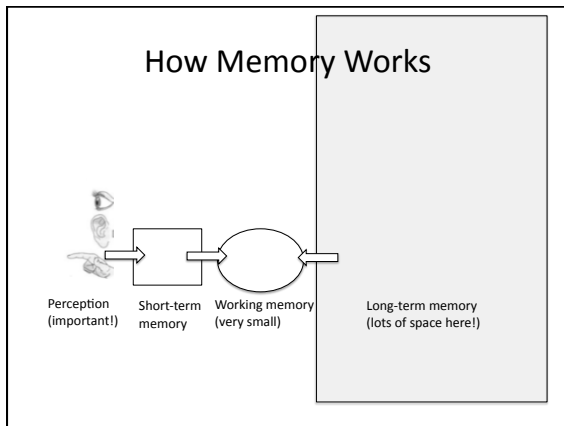 How Memory Works
Perception
(important!)
Short-term
memory
Working memory
(very small)
Long-term memory
(lots of space here!)